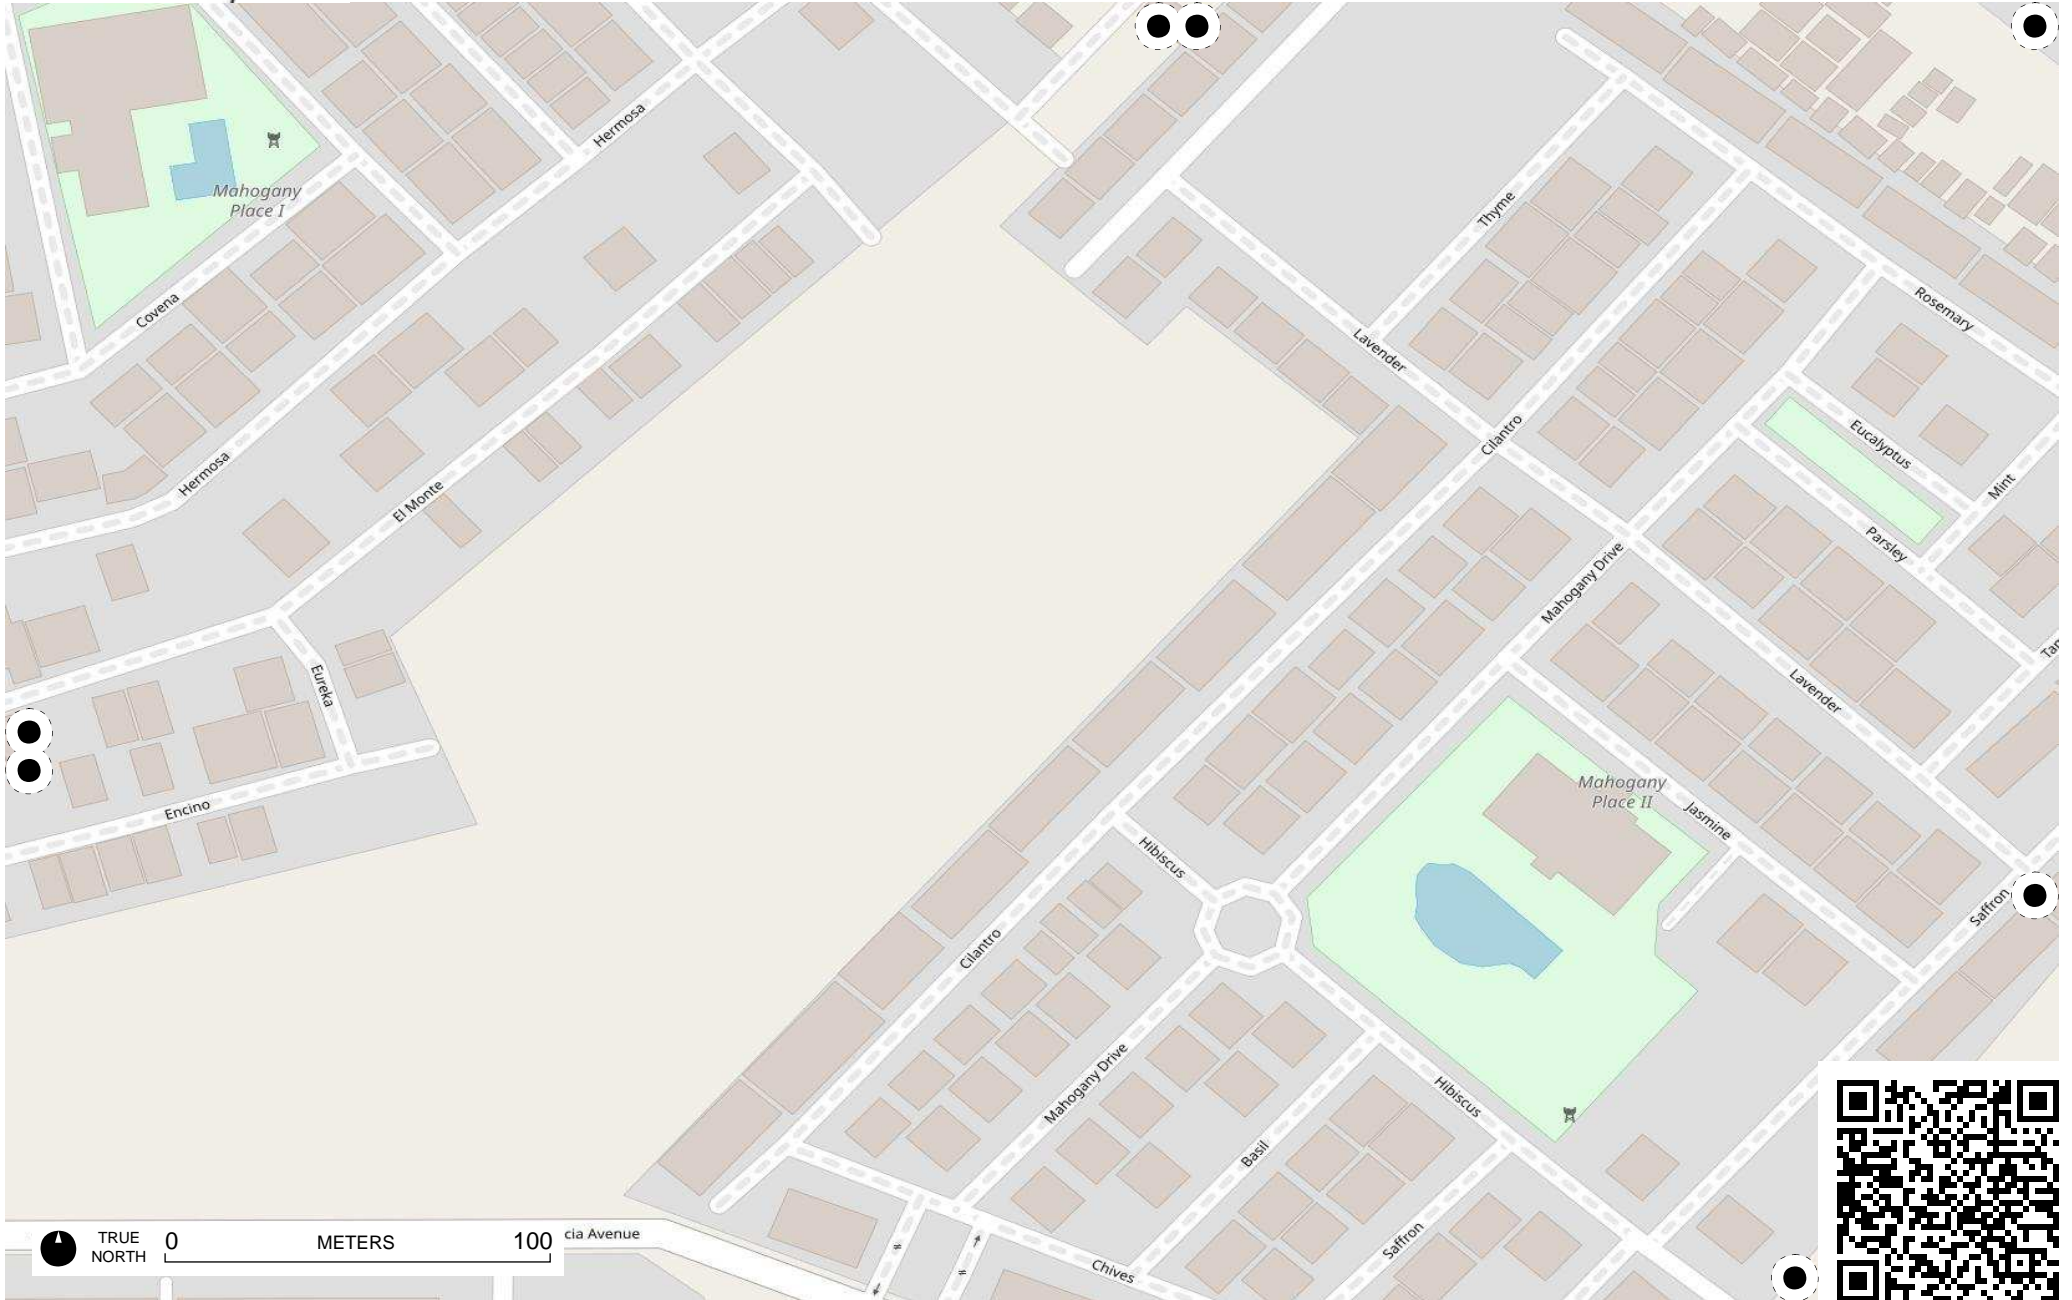 Hermosa
Mahogany
Place I
Thyme
Covena
Rosemary
Lavender
Cilantro
Eucalyptus
Hermosa
El Monte
Mint
Parsley
Mahogany Drive
Eureka
Lavender
Mahogany
Place II
Encino
Jasmine
Hibiscus
Saffron
Cilantro
Mahogany Drive
Hibiscus
Basil
Saffron
Chives
cia Avenue
TRUE
NORTH
0 METERS 100